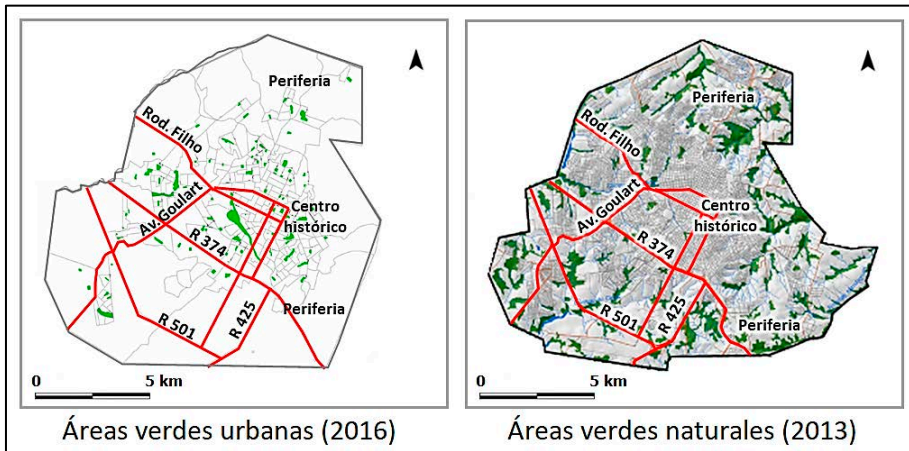 Periferia
Rod. Filho
Av. Goulart
Centro
histórico
R 374
Periferia
R 501
R 425
0 5 km
Áreas verdes urbanas (2016)
Periferia
Rod. Filho
Av. Goulart
Centro
histórico
R 374
R 501
R 425
Periferia
0 5 km
Áreas verdes naturales (2013)